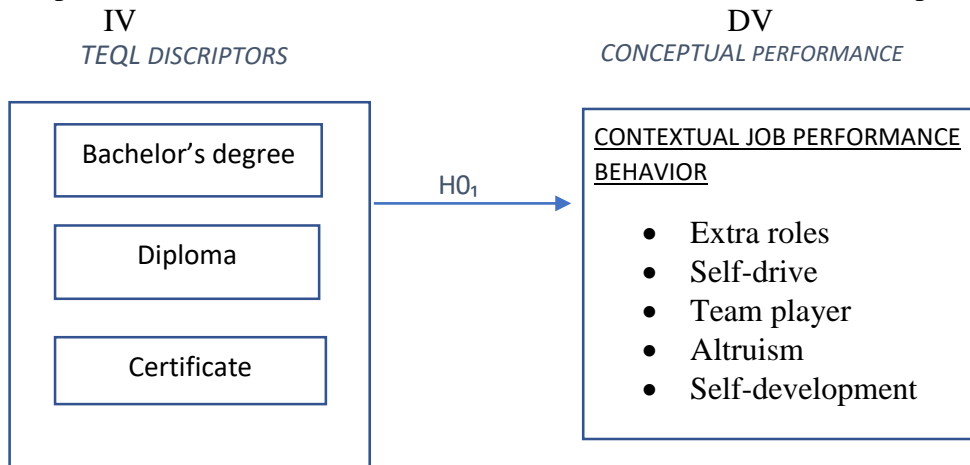 IV
DV
TEQL DISCRIPTORS
CONCEPTUAL PERFORMANCE
Bachelor's degree
Diploma
Certificate
H0₁
CONTEXTUAL JOB PERFORMANCE
BEHAVIOR
• Extra roles
• Self-drive
• Team player
• Altruism
• Self-development